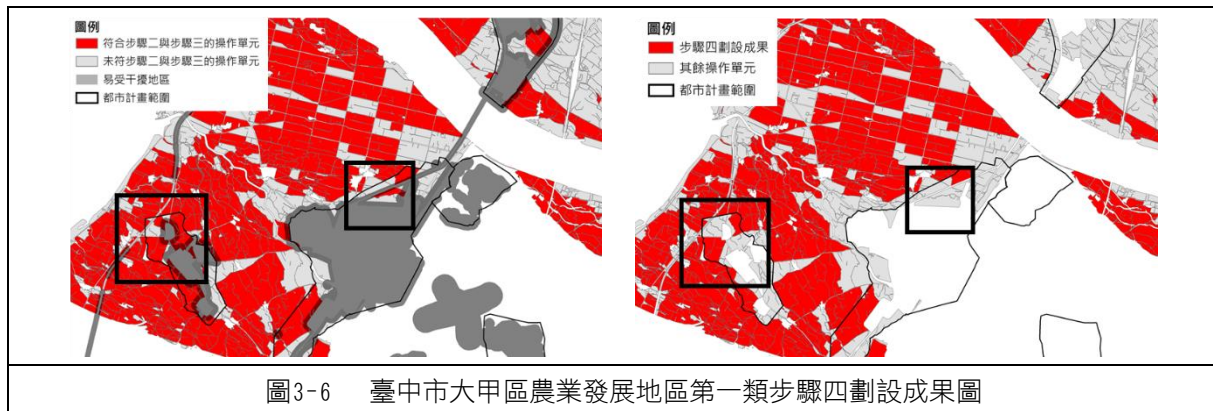 圖例
符合步驟二與步驟三的操作單元
未符步驟二與步驟三的操作單元
易受干擾地區
都市計畫範圍
圖例
步驟四劃設成果
其餘操作單元
都市計畫範圍
圖3-6 臺中市大甲區農業發展地區第一類步驟四劃設成果圖